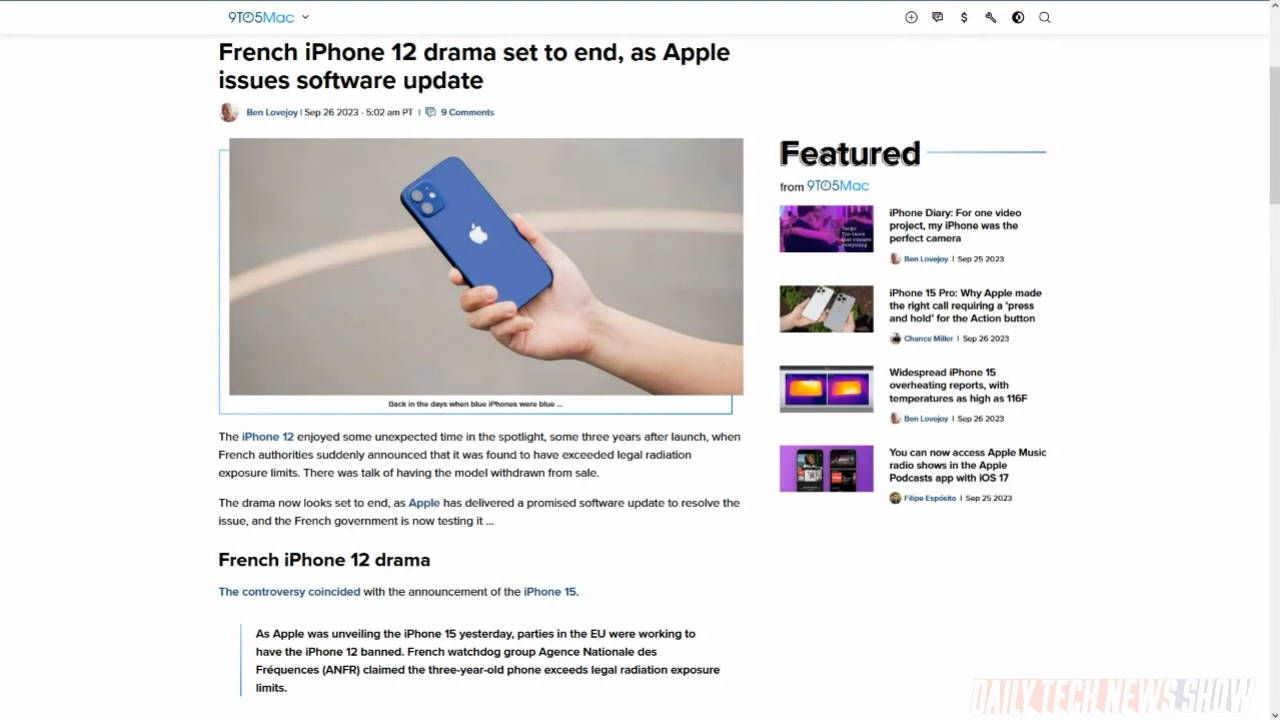 9TO5Mac
French iPhone 12 drama set to end, as Apple
issues software update
Ben Lovejoy | Sep 26 2023 - 5:02 am PT | 9 Comments
Back in the days when blue iPhones were blue ...
The iPhone 12 enjoyed some unexpected time in the spotlight, some three years after launch, when
French authorities suddenly announced that it was found to have exceeded legal radiation
exposure limits. There was talk of having the model withdrawn from sale.
The drama now looks set to end, as Apple has delivered a promised software update to resolve the
issue, and the French government is now testing it ...
French iPhone 12 drama
The controversy coincided with the announcement of the iPhone 15.
As Apple was unveiling the iPhone 15 yesterday, parties in the EU were working to
have the iPhone 12 banned. French watchdog group Agence Nationale des
Fréquences (ANFR) claimed the three-year-old phone exceeds legal radiation exposure
limits.
Featured
from 9TO5Mac
iPhone Diary: For one video
project, my iPhone was the
perfect camera
Ben Lovejoy | Sep 25 2023
iPhone 15 Pro: Why Apple made
the right call requiring a ‘press
and hold’ for the Action button
Chance Miller | Sep 26 2023
Widespread iPhone 15
overheating reports, with
temperatures as high as 116F
Ben Lovejoy | Sep 26 2023
You can now access Apple Music
radio shows in the Apple
Podcasts app with iOS 17
Filipe Espósito | Sep 25 2023
DAILY TECH NEWS SHOW